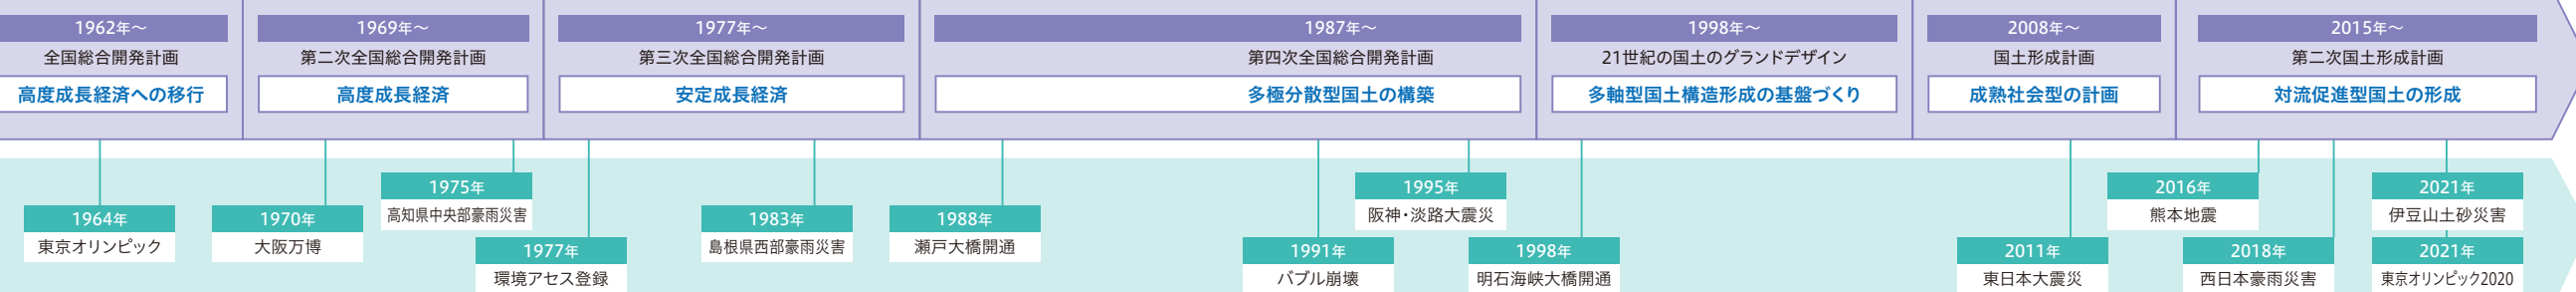 1962年～
全国総合開発計画
高度成長経済への移行
1969年～
第二次全国総合開発計画
高度成長経済
1977年～
第三次全国総合開発計画
安定成長経済
1987年～
第四次全国総合開発計画
多極分散型国土の構築
1998年～
21世紀の国土のグランドデザイン
多軸型国土構造形成の基盤づくり
2008年～
国土形成計画
成熟社会型の計画
2015年～
第二次国土形成計画
対流促進型国土の形成
1964年
東京オリンピック
1970年
大阪万博
1975年
高知県中央部豪雨災害
1977年
環境アセス登録
1983年
島根県西部豪雨災害
1988年
瀬戸大橋開通
1991年
バブル崩壊
1995年
阪神・淡路大震災
1998年
明石海峡大橋開通
2011年
東日本大震災
2016年
熊本地震
2018年
西日本豪雨災害
2021年
伊豆山土砂災害
2021年
東京オリンピック2020